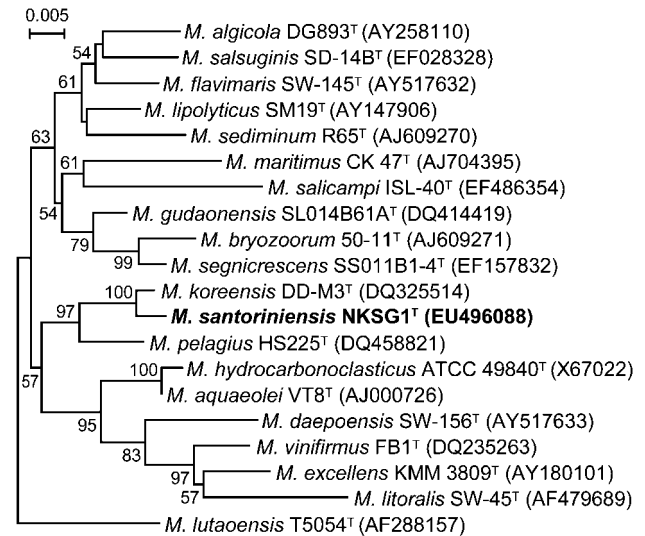 0.005
M. algicola DG893ᵀ (AY258110)
54
M. salsuginis SD-14Bᵀ (EF028328)
61
M. flavimaris SW-145ᵀ (AY517632)
M. lipolyticus SM19ᵀ (AY147906)
63
M. sediminum R65ᵀ (AJ609270)
61
M. maritimus CK 47ᵀ (AJ704395)
M. salicampi ISL-40ᵀ (EF486354)
54
M. gudaonensis SL014B61Aᵀ (DQ414419)
79
M. bryozoorum 50-11ᵀ (AJ609271)
99
M. segnicrescens SS011B1-4ᵀ (EF157832)
100
M. koreensis DD-M3ᵀ (DQ325514)
97
M. santoriniensis NKSG1ᵀ (EU496088)
M. pelagius HS225ᵀ (DQ458821)
57
100
M. hydrocarbonoclasticus ATCC 49840ᵀ (X67022)
M. aquaeolei VT8ᵀ (AJ000726)
95
M. daepoensis SW-156ᵀ (AY517633)
83
M. vinifirmus FB1ᵀ (DQ235263)
97
M. excellens KMM 3809ᵀ (AY180101)
57
M. litoralis SW-45ᵀ (AF479689)
M. lutaoensis T5054ᵀ (AF288157)